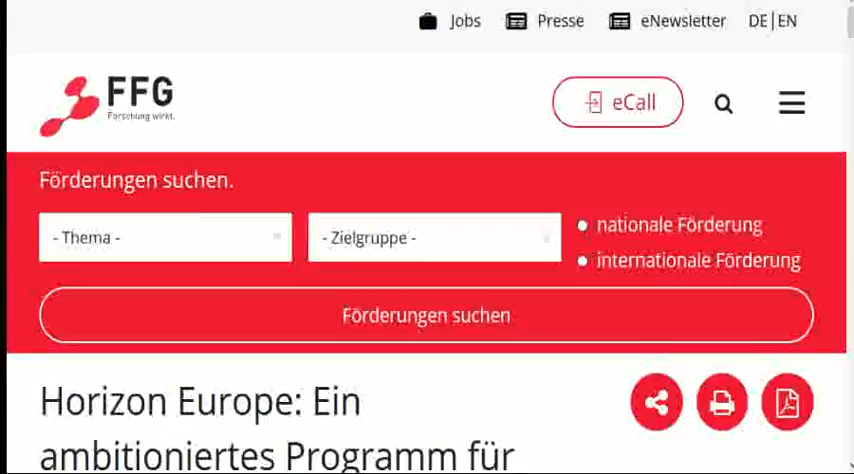 Jobs Presse eNewsletter DE|EN
FFG
Forschung wirkt.
eCall
Förderungen suchen.
- Thema -
- Zielgruppe -
nationale Förderung
internationale Förderung
Förderungen suchen
Horizon Europe: Ein
ambitioniertes Programm für